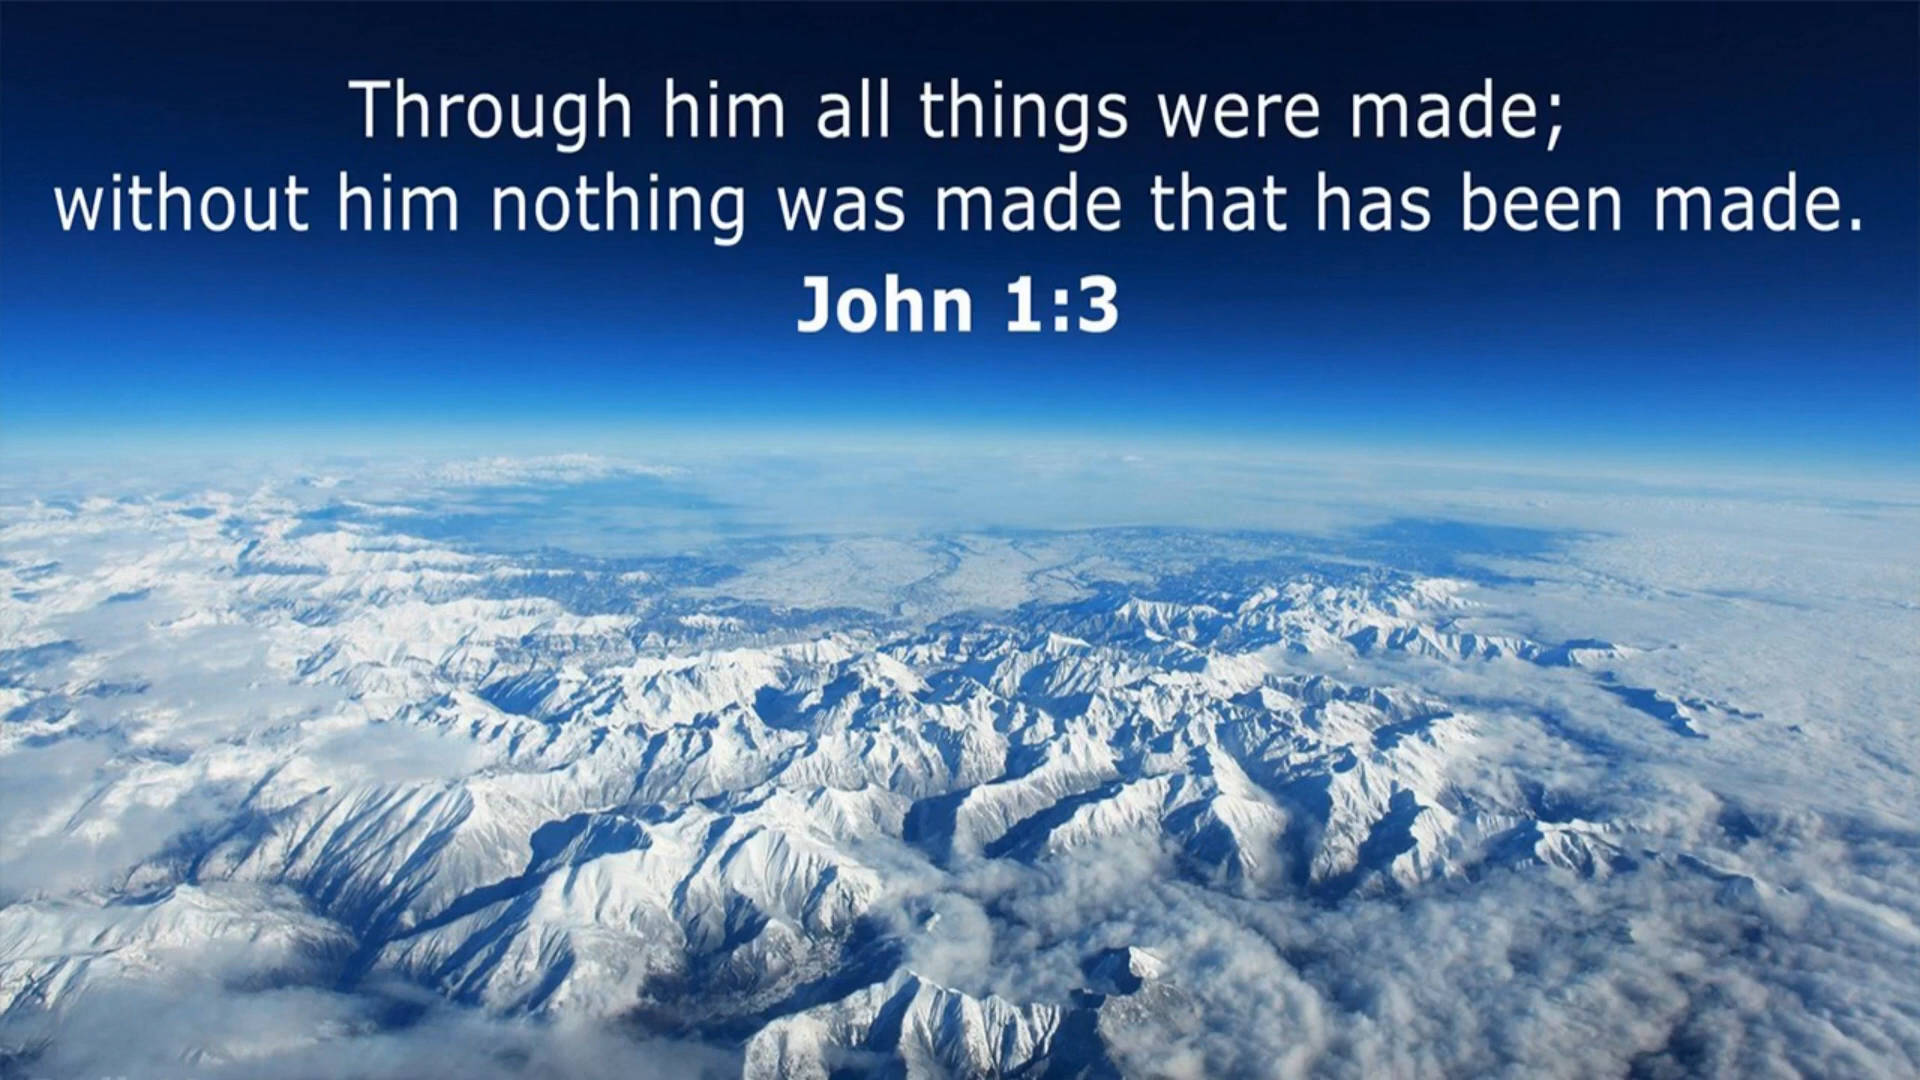 Through him all things were made;
without him nothing was made that has been made.
John 1:3